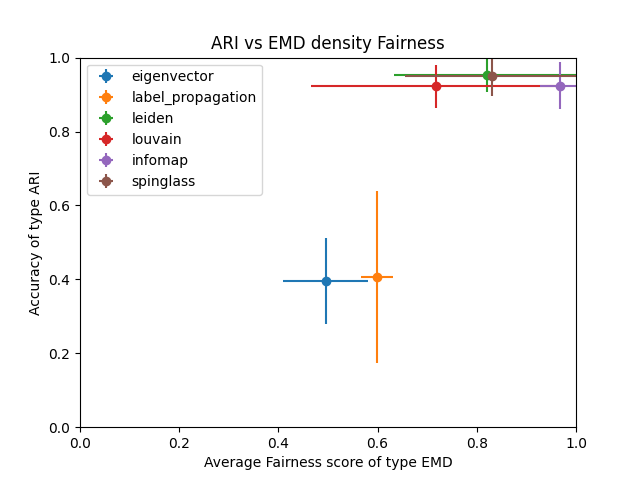 ARI vs EMD density Fairness
1.0
0.8
0.6
0.4
0.2
0.0
Accuracy of type ARI
eigenvector
label_propagation
leiden
louvain
infomap
spinglass
0.0 0.2 0.4 0.6 0.8 1.0
Average Fairness score of type EMD